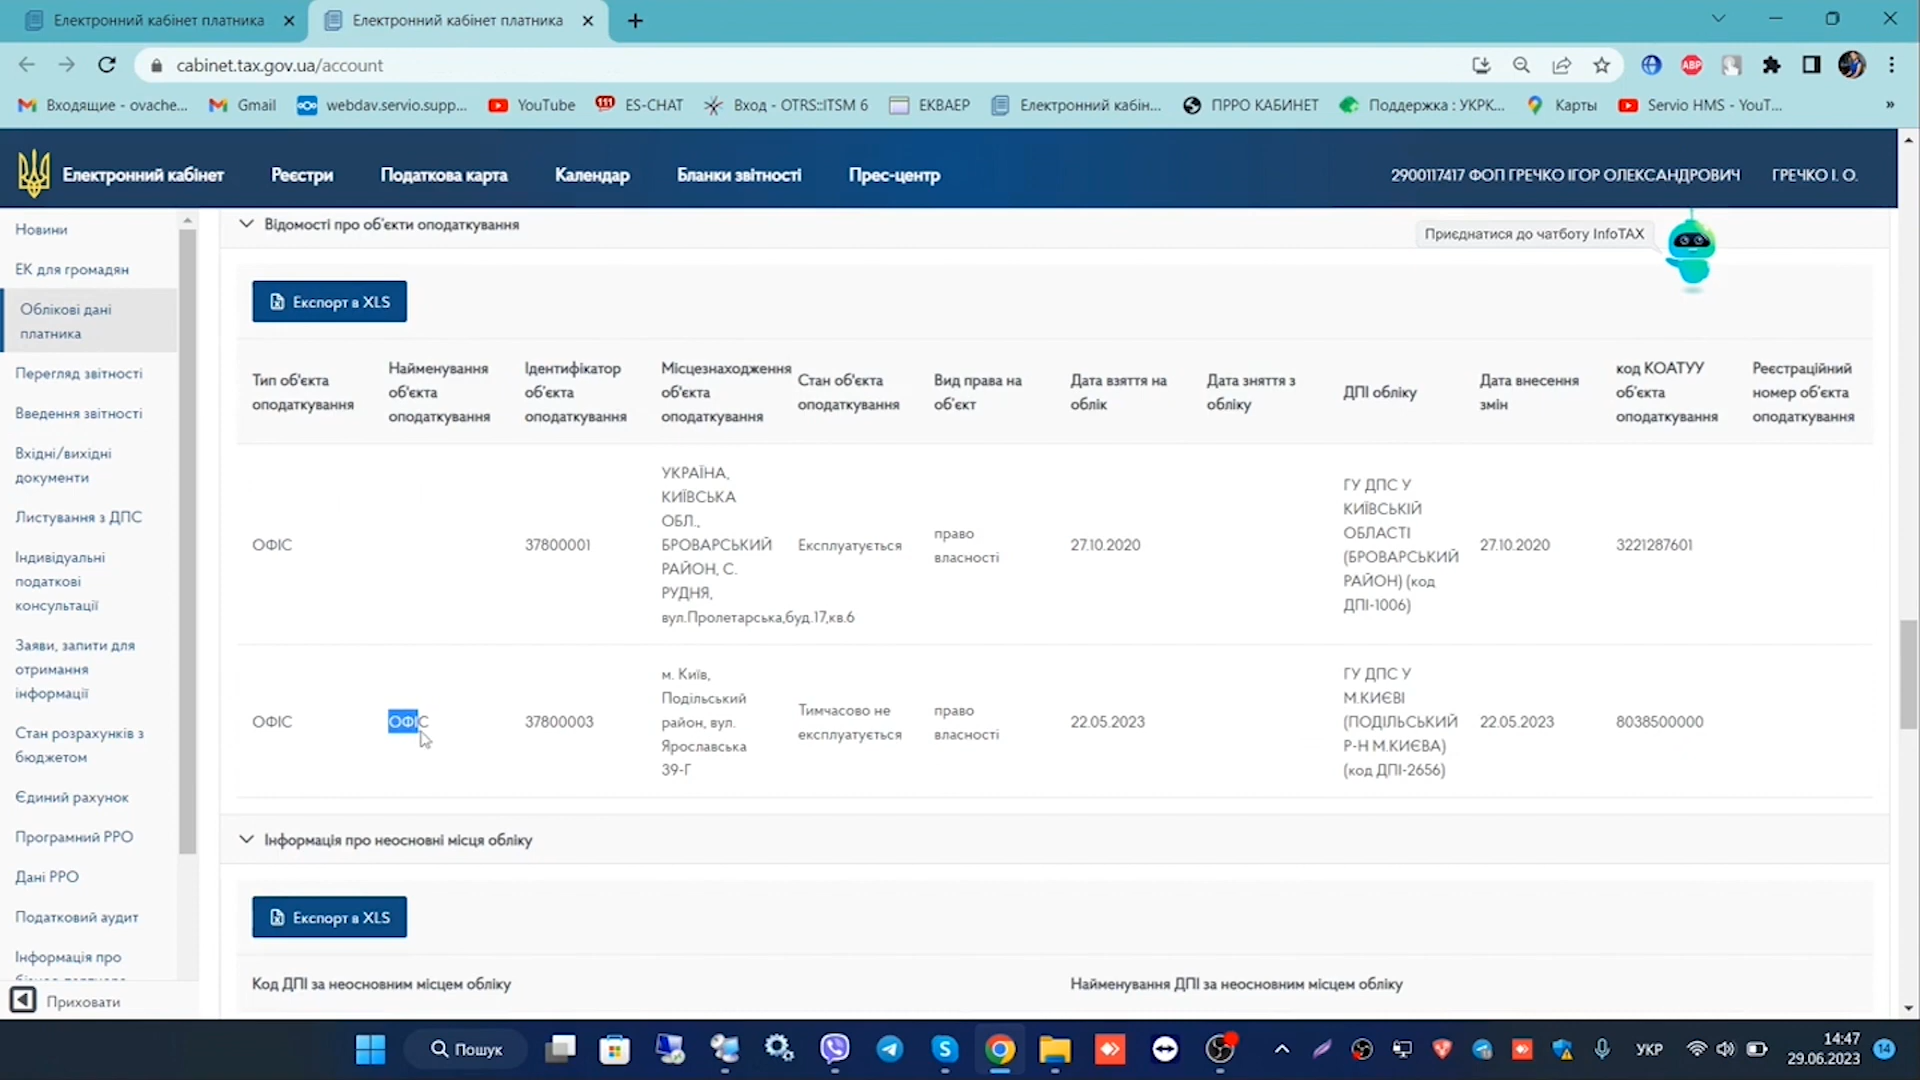 Електронний кабінет платника
Електронний кабінет платника
cabinet.tax.gov.ua/account
Входящие - ovache...
Gmail
webdav.servio.supp...
YouTube
ES-CHAT
Вход - OTRS::ITSM 6
ЕКВАЕР
Електронний кабін...
ПРРО КАБИНЕТ
Поддержка : УКРК...
Карты
Servio HMS - YouT...
»
Електронний кабінет
Реєстри
Податкова карта
Календар
Бланки звітності
Прес-центр
2900117417 ФОП ГРЕЧКО ІГОР ОЛЕКСАНДРОВИЧ
ГРЕЧКО І. О.
Новини
ЕК для громадян
Облікові дані
платника
Перегляд звітності
Введення звітності
Вхідні/вихідні
документи
Листування з ДПС
Індивідуальні
податкові
консультації
Заяви, запити для
отримання
інформації
Стан розрахунків з
бюджетом
Єдиний рахунок
Програмний РРО
Дані РРО
Податковий аудит
Інформація про
Приховати
Відомості про об'єкти оподаткування
Приєднатися до чатботу InfoTAX
Експорт в XLS
Тип об'єкта
оподаткування
Найменування
об'єкта
оподаткування
Ідентифікатор
об'єкта
оподаткування
Місцезнаходження
об'єкта
оподаткування
Стан об'єкта
оподаткування
Вид права на
об'єкт
Дата взяття на
облік
Дата зняття з
обліку
ДПІ обліку
Дата внесення
змін
код КОАТУУ
об'єкта
оподаткування
Реєстраційний
номер об'єкта
оподаткування
ОФІС
37800001
УКРАЇНА,
КИЇВСЬКА
ОБЛ.,
БРОВАРСЬКИЙ
РАЙОН, С.
РУДНЯ,
вул.Пролетарська,буд.17,кв.6
Експлуатується
право
власності
27.10.2020
ГУ ДПС У
КИЇВСЬКІЙ
ОБЛАСТІ
(БРОВАРСЬКИЙ
РАЙОН) (код
ДПІ-1006)
27.10.2020
3221287601
ОФІС
ОФІС
37800003
м. Київ,
Подільський
район, вул.
Ярославська
39-Г
Тимчасово не
експлуатується
право
власності
22.05.2023
ГУ ДПС У
М.КИЄВІ
(ПОДІЛЬСЬКИЙ
Р-Н М.КИЄВА)
(код ДПІ-2656)
22.05.2023
8038500000
Інформація про неосновні місця обліку
Експорт в XLS
Код ДПІ за неосновним місцем обліку
Найменування ДПІ за неосновним місцем обліку
Пошук
УКР
14:47
29.06.2023
14